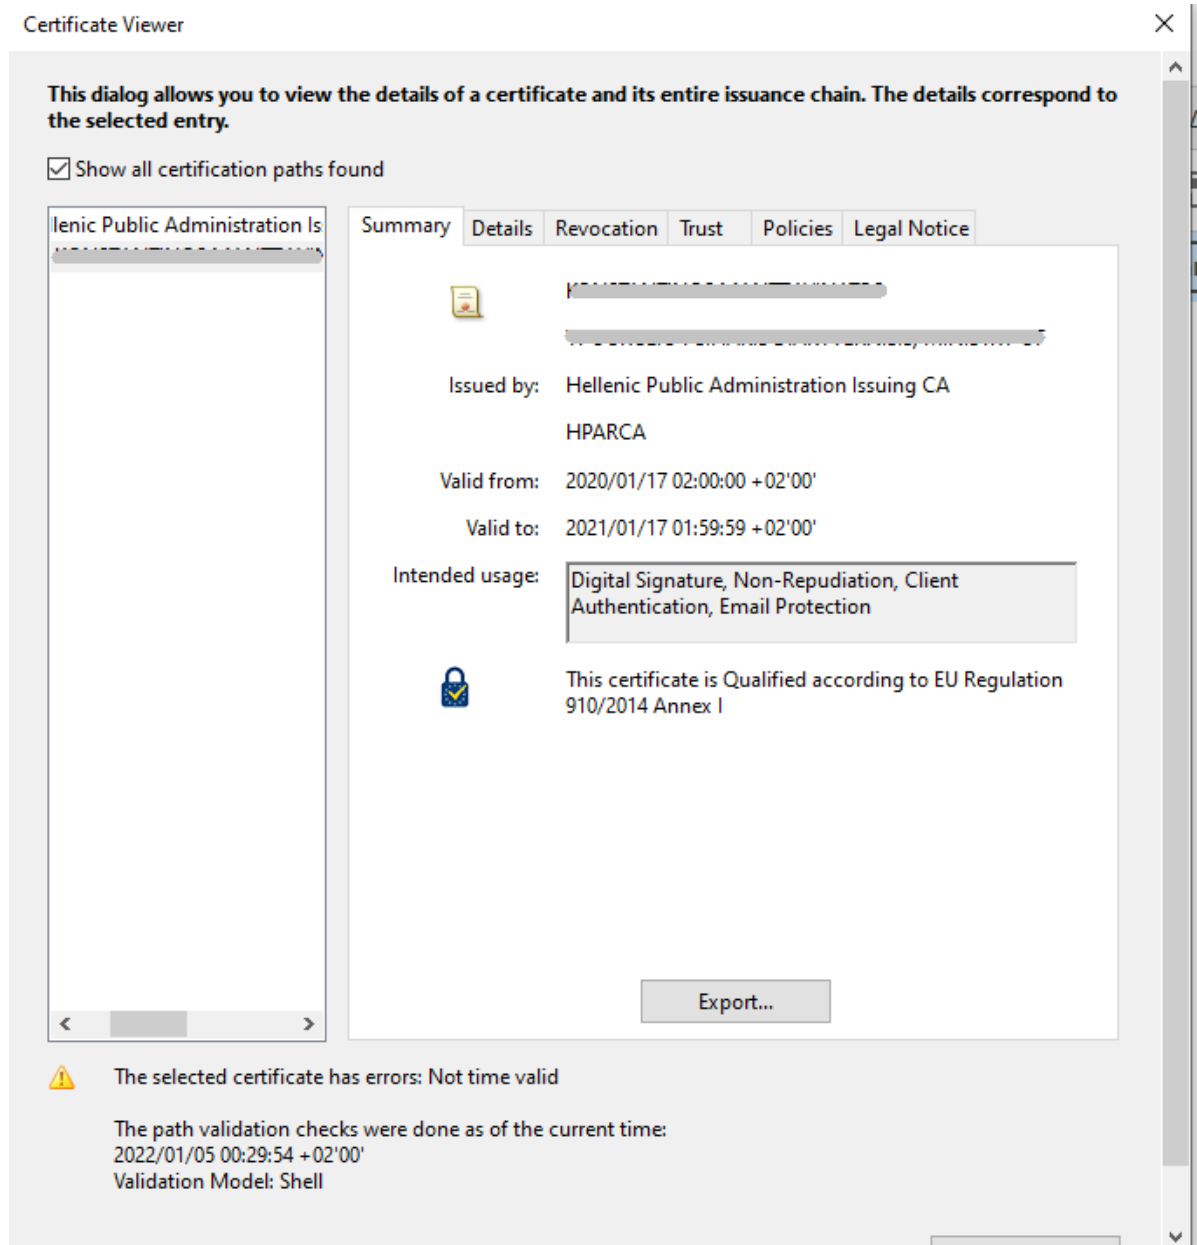 Certificate Viewer
This dialog allows you to view the details of a certificate and its entire issuance chain. The details correspond to
the selected entry.
Show all certification paths found
llenic Public Administration Is
Summary Details Revocation Trust Policies Legal Notice
Issued by: Hellenic Public Administration Issuing CA
HPARCA
Valid from: 2020/01/17 02:00:00 +02'00'
Valid to: 2021/01/17 01:59:59 +02'00'
Intended usage: Digital Signature, Non-Repudiation, Client
Authentication, Email Protection
This certificate is Qualified according to EU Regulation
910/2014 Annex I
Export...
The selected certificate has errors: Not time valid
The path validation checks were done as of the current time:
2022/01/05 00:29:54 +02'00'
Validation Model: Shell